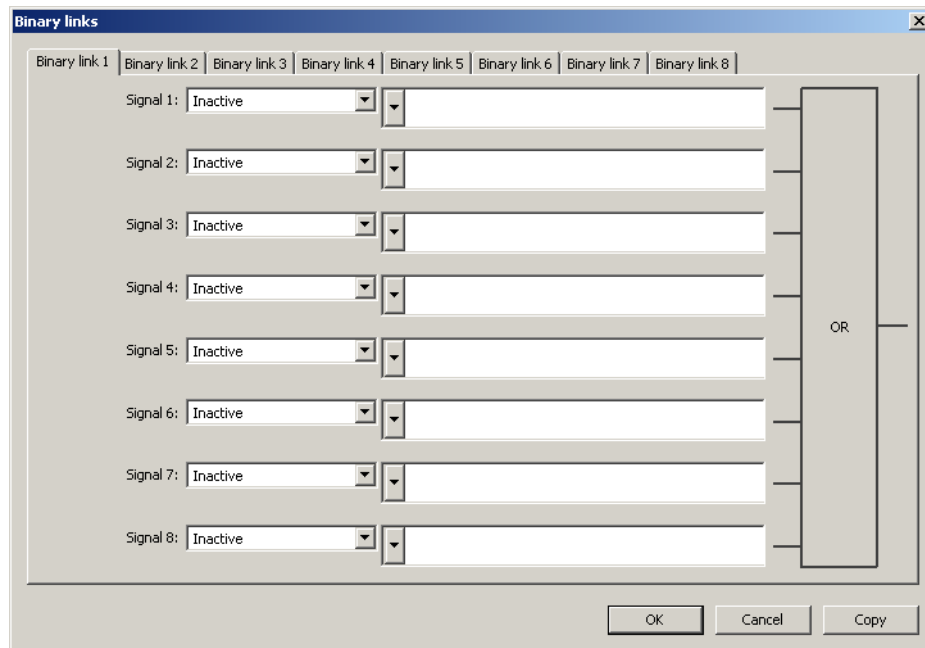 Binary links
Binary link 1 Binary link 2 Binary link 3 Binary link 4 Binary link 5 Binary link 6 Binary link 7 Binary link 8
Signal 1: Inactive
Signal 2: Inactive
Signal 3: Inactive
Signal 4: Inactive
Signal 5: Inactive
Signal 6: Inactive
Signal 7: Inactive
Signal 8: Inactive
OR
OK Cancel Copy